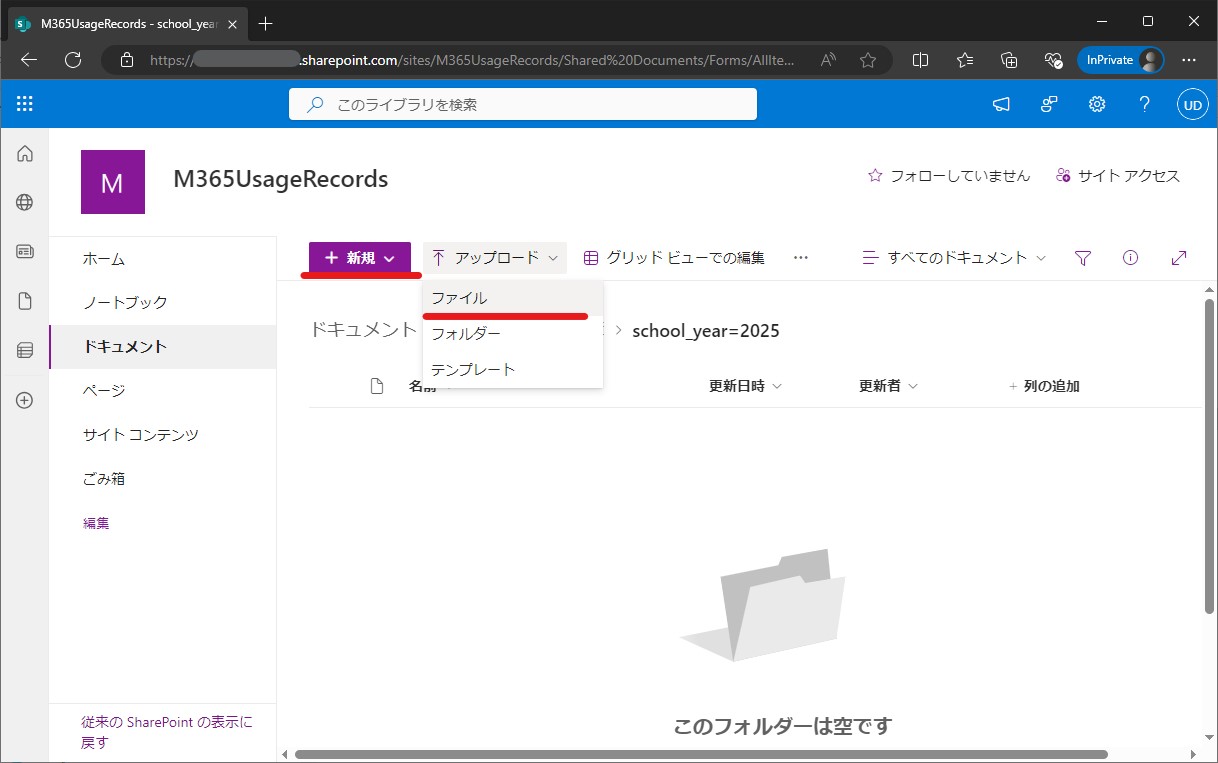 M365UsageRecords - school_year
https://
.sharepoint.com/sites/M365UsageRecords/Shared%20Documents/Forms/AllIte...
InPrivate
このライブラリを検索
UD
M
M365UsageRecords
フォローしていません
サイト アクセス
ホーム
ノートブック
ドキュメント
ページ
サイト コンテンツ
ごみ箱
編集
従来の SharePoint の表示に
戻す
新規
アップロード
グリッド ビューでの編集
すべてのドキュメント
ファイル
フォルダー
テンプレート
ドキュメント
school_year=2025
名前
更新日時
更新者
列の追加
このフォルダーは空です